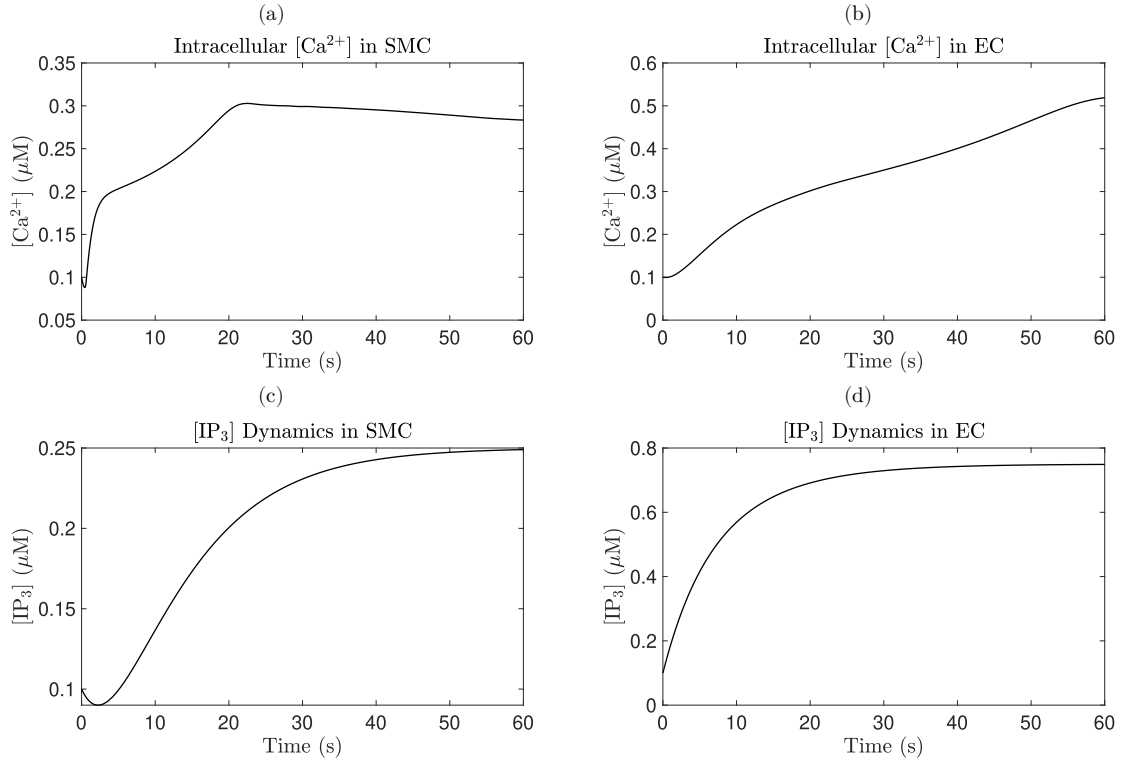 (a)
Intracellular [Ca²⁺] in SMC
[Ca²⁺] (μM)
0.35
0.3
0.25
0.2
0.15
0.1
0.05
0 10 20 30 40 50 60
Time (s)
(b)
Intracellular [Ca²⁺] in EC
[Ca²⁺] (μM)
0.6
0.5
0.4
0.3
0.2
0.1
0
0 10 20 30 40 50 60
Time (s)
(c)
[IP₃] Dynamics in SMC
[IP₃] (μM)
0.25
0.2
0.15
0.1
0 10 20 30 40 50 60
Time (s)
(d)
[IP₃] Dynamics in EC
[IP₃] (μM)
0.8
0.6
0.4
0.2
0
0 10 20 30 40 50 60
Time (s)